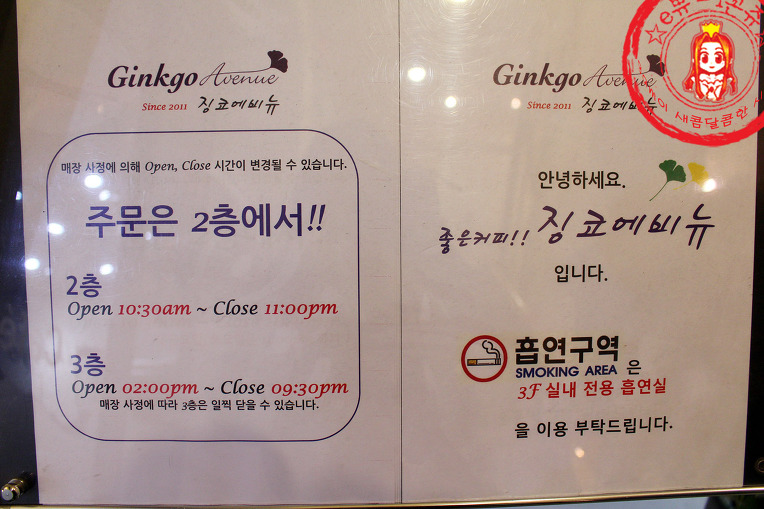 Ginkgo Avenue
Since 2011 징코에비뉴
매장 사정에 의해 Open, Close 시간이 변경될 수 있습니다.
주문은 2층에서!!
2층
Open 10:30am ~ Close 11:00pm
3층
Open 02:00pm ~ Close 09:30pm
매장 사정에 따라 3층은 일찍 닫을 수 있습니다.
Ginkgo Avenue
Since 2011 징코에비뉴
안녕하세요.
좋은커피!! 징코에비뉴
입니다.
흡연구역
SMOKING AREA 은
3F 실내 전용 흡연실
을 이용 부탁드립니다.
새콤달콤한